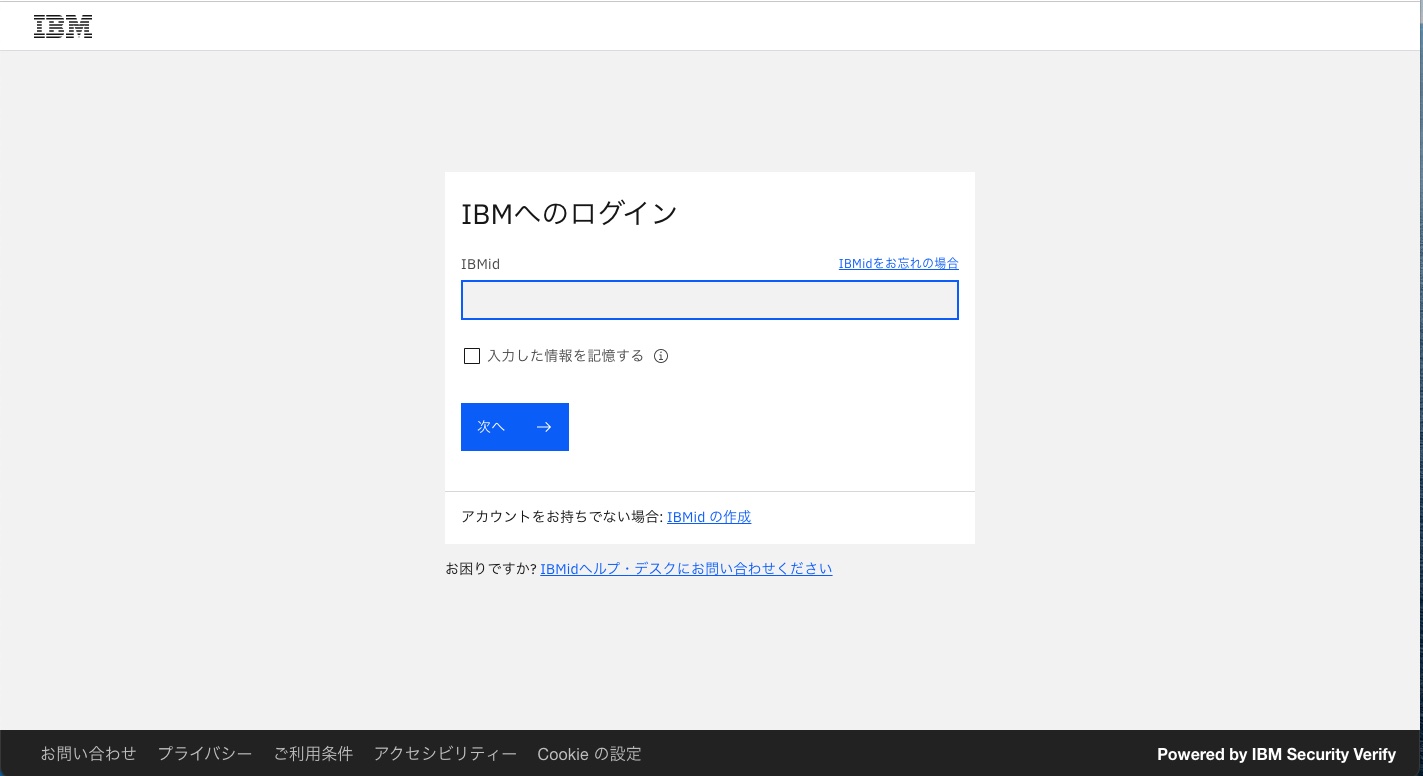 IBM
IBMへのログイン
IBMid IBMidをお忘れの場合
入力した情報を記憶する
次へ
アカウントをお持ちでない場合: IBMid の作成
お困りですか? IBMidヘルプ・デスクにお問い合わせください
お問い合わせ プライバシー ご利用条件 アクセシビリティー Cookie の設定 Powered by IBM Security Verify